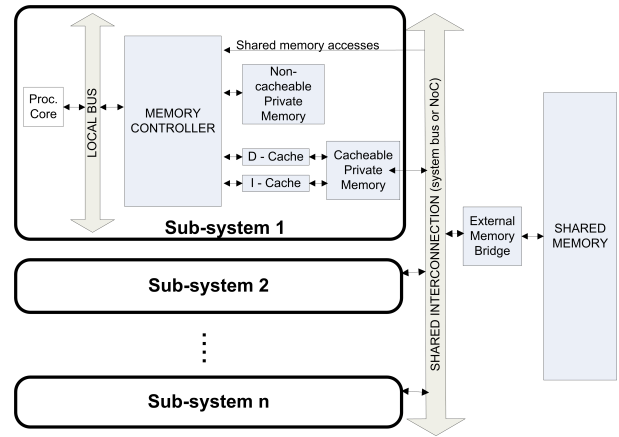 Shared memory accesses
Proc.
Core
LOCAL BUS
MEMORY
CONTROLLER
Non-
cacheable
Private
Memory
D - Cache
I - Cache
Cacheable
Private
Memory
Sub-system 1
Sub-system 2
Sub-system n
SHARED INTERCONNECTION (system bus or NoC)
External
Memory
Bridge
SHARED
MEMORY